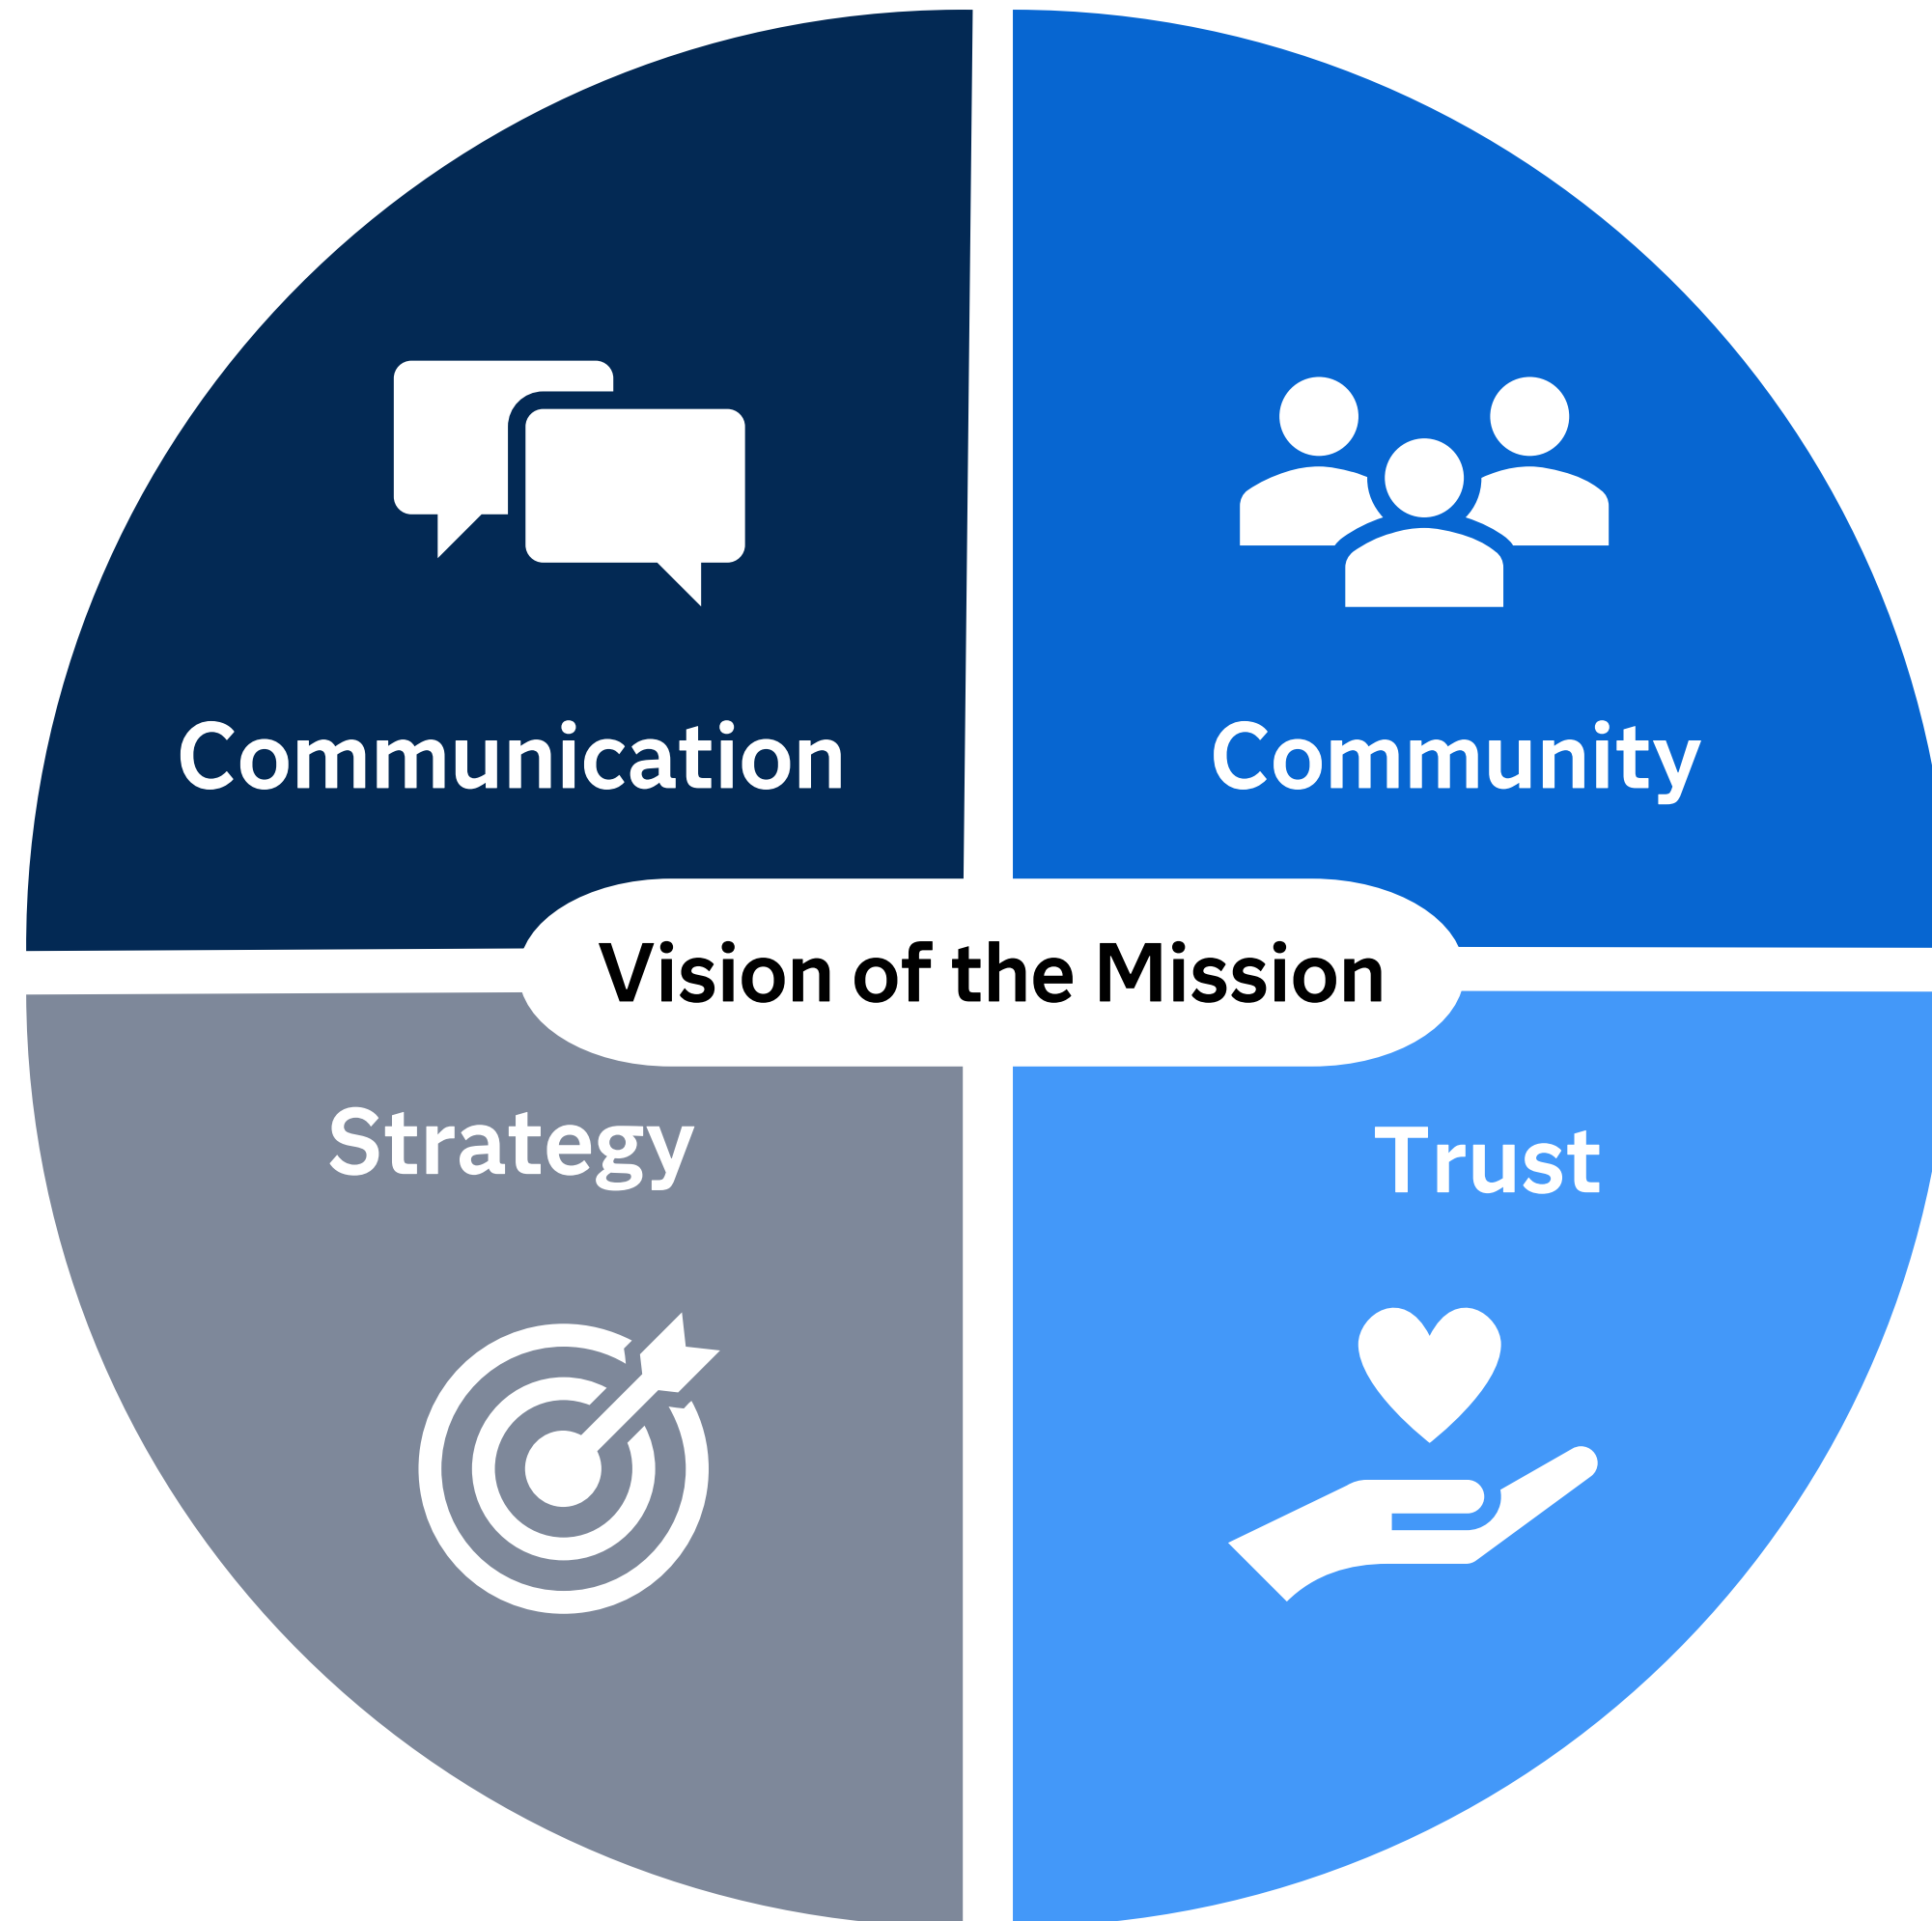 Communication
Community
Vision of the Mission
Strategy
Trust